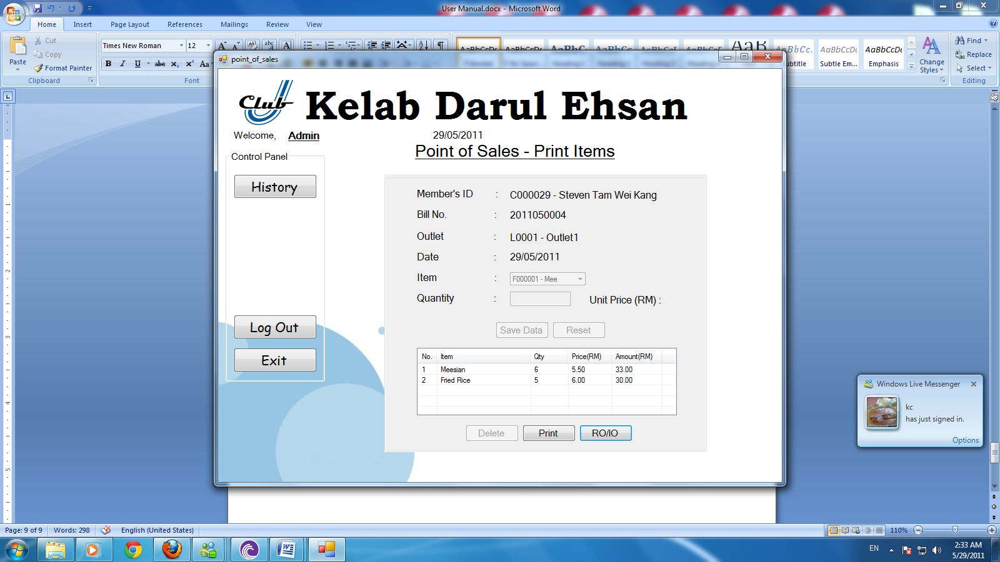 User Manual.docx - Microsoft Word
Home Insert Page Layout References Mailings Review View
Paste
Cut
Copy
Format Painter
Clipboard
Times New Roman 12
B I U abc x₂ x² Aa
Font
Subtle Em...
AaBbCcDc
Emphasis
Change Styles
Find
Replace
Select
Editing
point_of_sales
Club
Kelab Darul Ehsan
Welcome, Admin 29/05/2011
Point of Sales - Print Items
Control Panel
History
Log Out
Exit
Member's ID : C000029 - Steven Tam Wei Kang
Bill No. : 2011050004
Outlet : L0001 - Outlet1
Date : 29/05/2011
Item : F000001 - Mee
Quantity : Unit Price (RM) :
Save Data Reset
No. Item Qty Price(RM) Amount(RM)
1 Meesian 6 5.50 33.00
2 Fried Rice 5 6.00 30.00
Delete Print RO/IO
Windows Live Messenger
kc
has just signed in.
Options
Page: 9 of 9 Words: 298 English (United States) 110%
EN
2:33 AM
5/29/2011